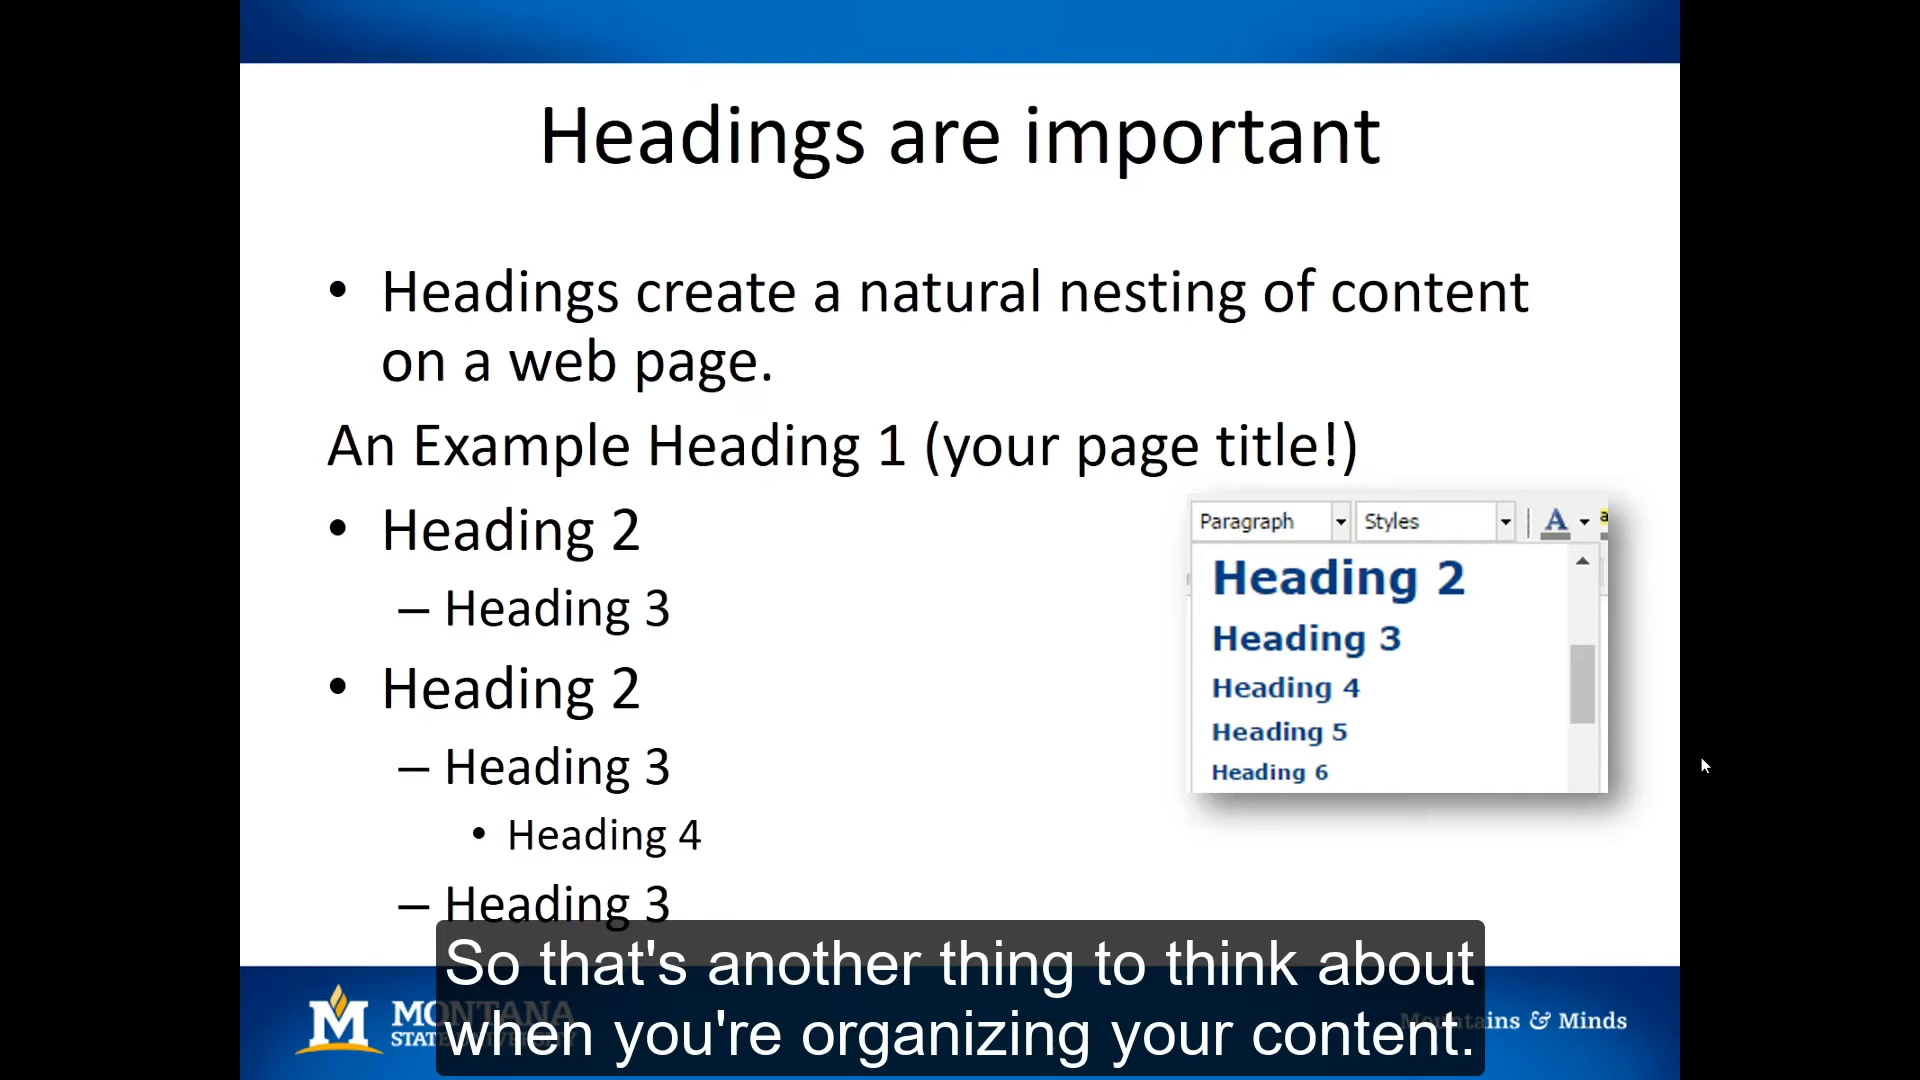 Headings are important
• Headings create a natural nesting of content
on a web page.
An Example Heading 1 (your page title!)
• Heading 2
– Heading 3
• Heading 2
– Heading 3
• Heading 4
– Heading 3
Paragraph Styles A
Heading 2
Heading 3
Heading 4
Heading 5
Heading 6
So that's another thing to think about
when you're organizing your content.
M
MONTANA
STATE UNIVERSITY
Mountains & Minds